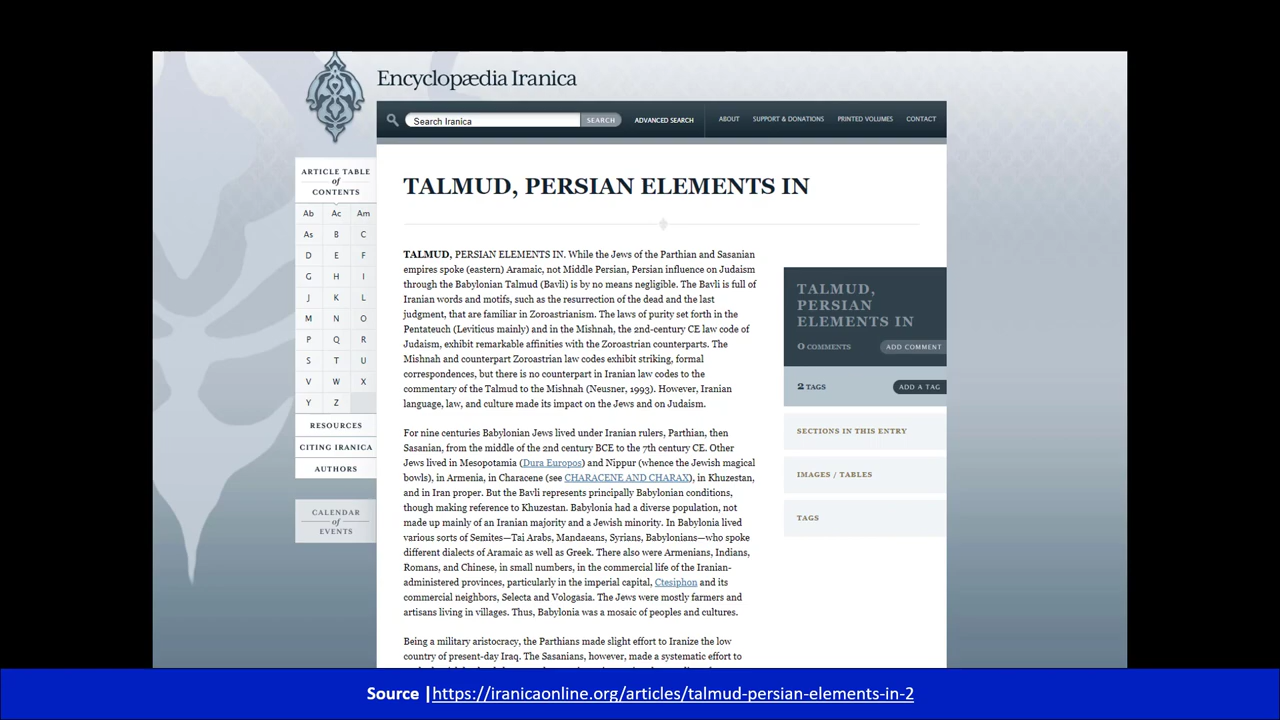 Encyclopædia Iranica
Search Iranica
SEARCH
ADVANCED SEARCH
ABOUT
SUPPORT & DONATIONS
PRINTED VOLUMES
CONTACT
ARTICLE TABLE
of
CONTENTS
Ab Ac Am
As B C
D E F
G H I
J K L
M N O
P Q R
S T U
V W X
Y Z
RESOURCES
CITING IRANICA
AUTHORS
CALENDAR
of
EVENTS
TALMUD, PERSIAN ELEMENTS IN
TALMUD, PERSIAN ELEMENTS IN. While the Jews of the Parthian and Sasanian
empires spoke (eastern) Aramaic, not Middle Persian, Persian influence on Judaism
through the Babylonian Talmud (Bavli) is by no means negligible. The Bavli is full of
Iranian words and motifs, such as the resurrection of the dead and the last
judgment, that are familiar in Zoroastrianism. The laws of purity set forth in the
Pentateuch (Leviticus mainly) and in the Mishnah, the 2nd-century CE law code of
Judaism, exhibit remarkable affinities with the Zoroastrian counterparts. The
Mishnah and counterpart Zoroastrian law codes exhibit striking, formal
correspondences, but there is no counterpart in Iranian law codes to the
commentary of the Talmud to the Mishnah (Neusner, 1993). However, Iranian
language, law, and culture made its impact on the Jews and on Judaism.
For nine centuries Babylonian Jews lived under Iranian rulers, Parthian, then
Sasanian, from the middle of the 2nd century BCE to the 7th century CE. Other
Jews lived in Mesopotamia (Dura Europos) and Nippur (whence the Jewish magical
bowls), in Armenia, in Characene (see CHARACENE AND CHARAX), in Khuzestan,
and in Iran proper. But the Bavli represents principally Babylonian conditions,
though making reference to Khuzestan. Babylonia had a diverse population, not
made up mainly of an Iranian majority and a Jewish minority. In Babylonia lived
various sorts of Semites—Tai Arabs, Mandaeans, Syrians, Babylonians—who spoke
different dialects of Aramaic as well as Greek. There also were Armenians, Indians,
Romans, and Chinese, in small numbers, in the commercial life of the Iranian-
administered provinces, particularly in the imperial capital, Ctesiphon and its
commercial neighbors, Selecta and Vologasia. The Jews were mostly farmers and
artisans living in villages. Thus, Babylonia was a mosaic of peoples and cultures.
Being a military aristocracy, the Parthians made slight effort to Iranize the low
country of present-day Iraq. The Sasanians, however, made a systematic effort to
TALMUD,
PERSIAN
ELEMENTS IN
0 COMMENTS
ADD COMMENT
2 TAGS
ADD A TAG
SECTIONS IN THIS ENTRY
IMAGES / TABLES
TAGS
Source |https://iranicaonline.org/articles/talmud-persian-elements-in-2